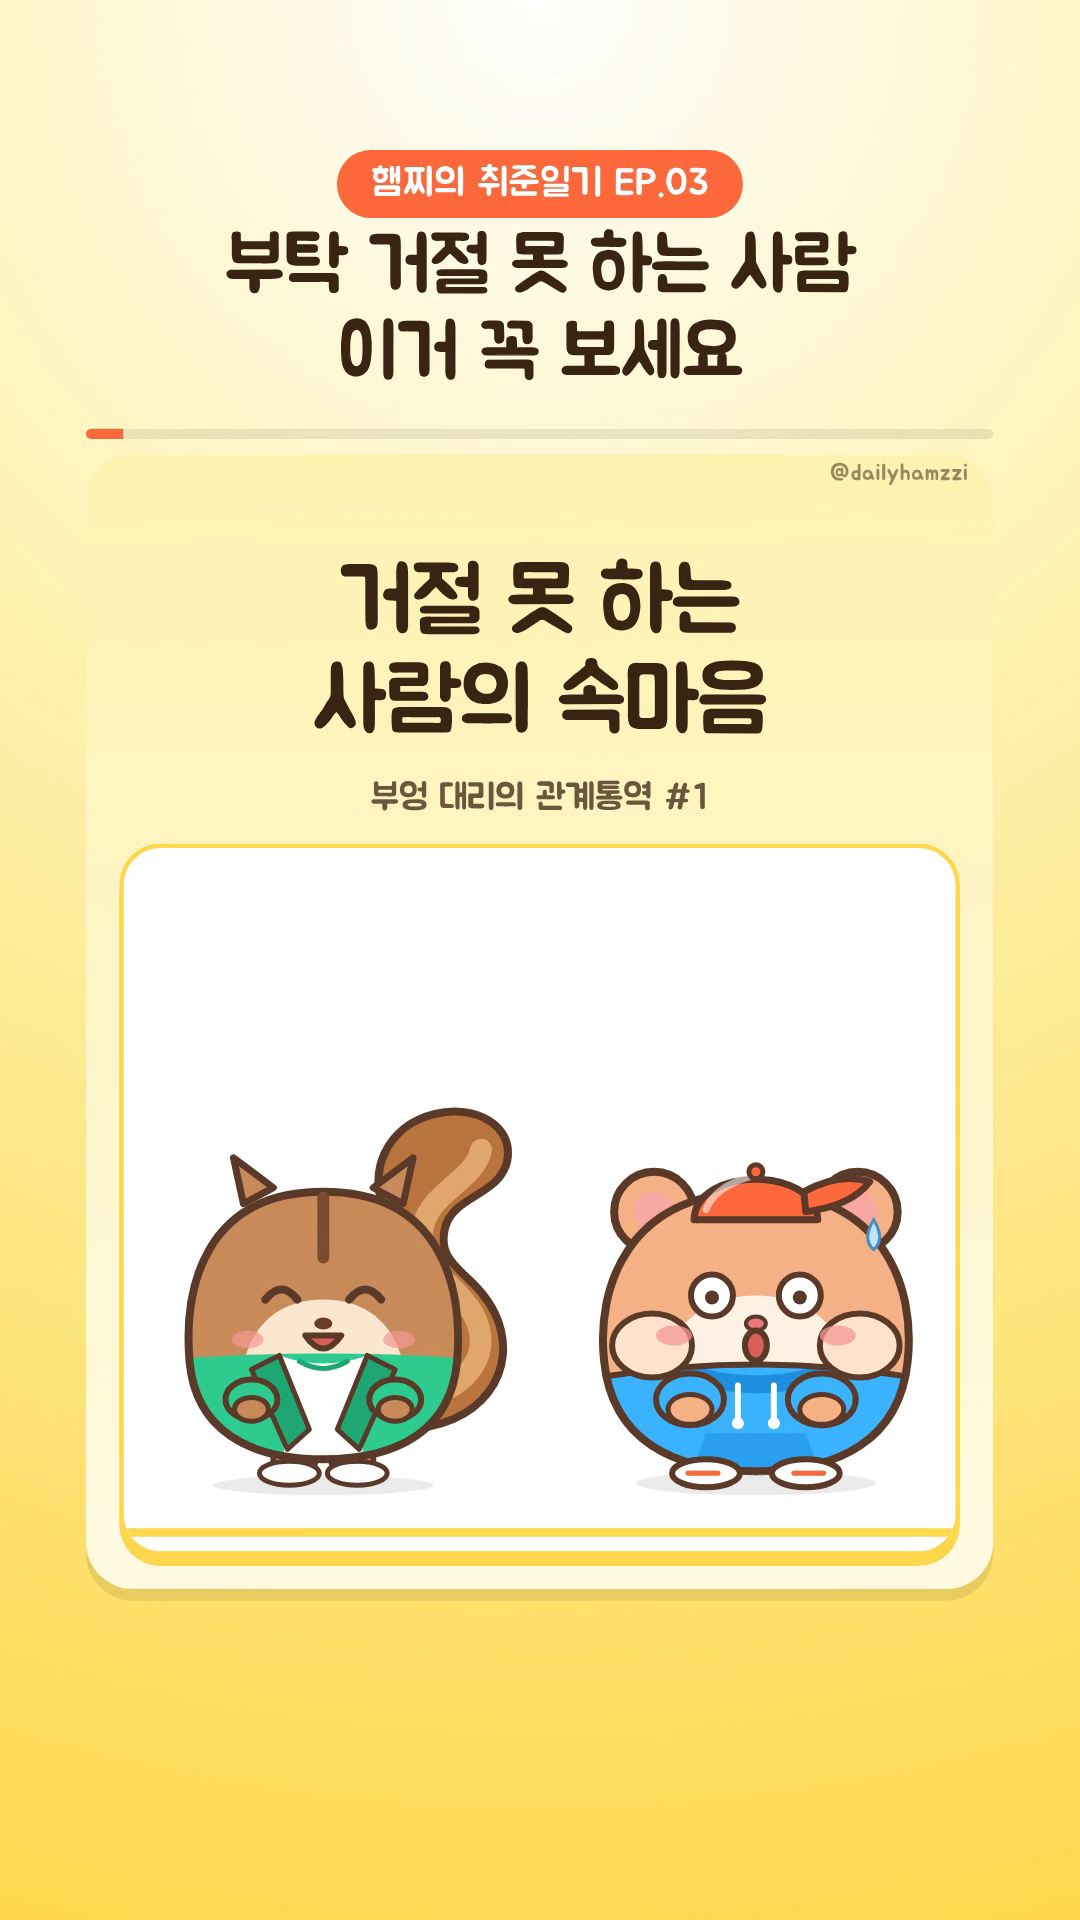 햄찌의 취준일기 EP.03
부탁 거절 못 하는 사람
이거 꼭 보세요
@dailyhamzzi
거절 못 하는
사람의 속마음
부엉 대리의 관계통역 #1